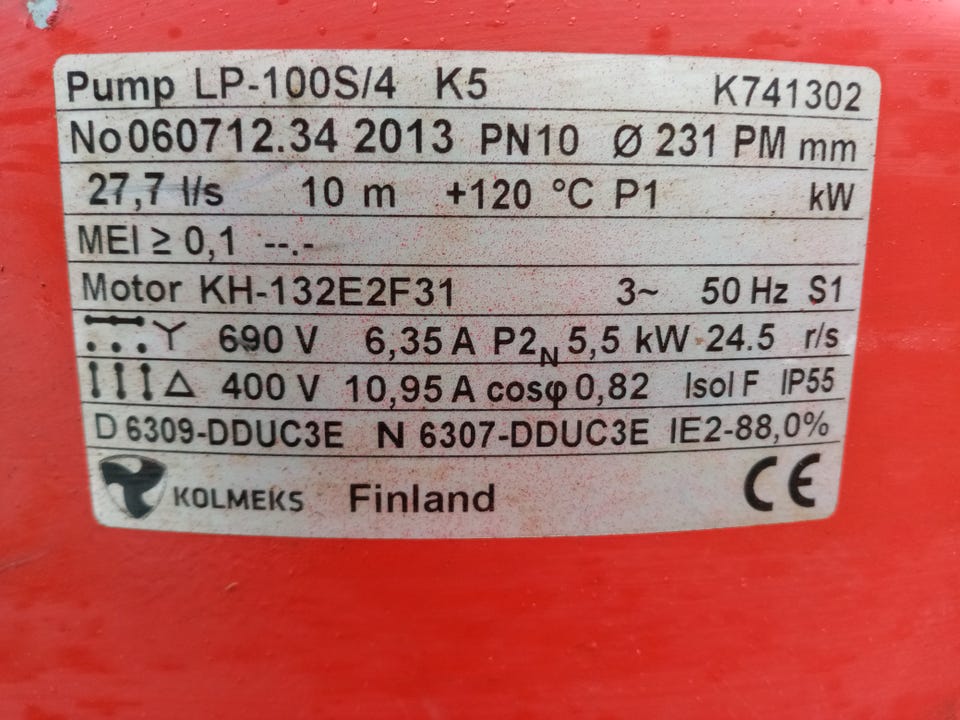 Pump LP-100S/4 K5 K741302
No 060712.34 2013 PN10 Ø 231 PM mm
27,7 l/s 10 m +120 °C P1 kW
MEI ≥ 0,1 --.-
Motor KH-132E2F31 3~ 50 Hz S1
Y 690 V 6,35 A P2N 5,5 kW 24.5 r/s
△ 400 V 10,95 A cosφ 0,82 Isol F IP55
D 6309-DDUC3E N 6307-DDUC3E IE2-88,0%
KOLMEKS Finland CE